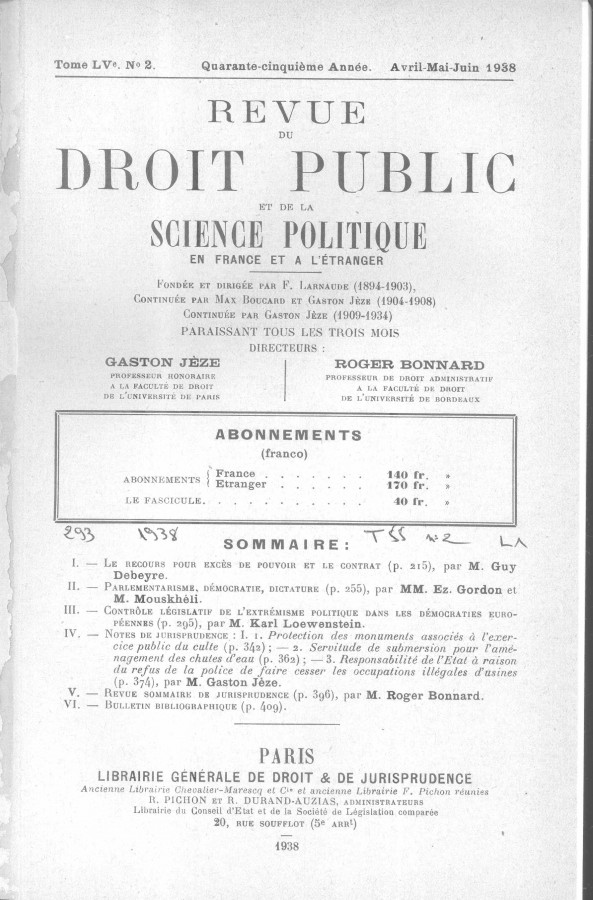 Tome LVe. No 2. Quarante-cinquième Année. Avril-Mai-Juin 1938
REVUE
DU
DROIT PUBLIC
ET DE LA
SCIENCE POLITIQUE
EN FRANCE ET A L'ÉTRANGER
FONDÉE ET DIRIGÉE PAR F. LARNAUDE (1894-1903),
CONTINUÉE PAR MAX BOUCARD ET GASTON JÈZE (1904-1908)
CONTINUÉE PAR GASTON JÈZE (1909-1934)
PARAISSANT TOUS LES TROIS MOIS
DIRECTEURS :
GASTON JÈZE
PROFESSEUR HONORAIRE
A LA FACULTÉ DE DROIT
DE L'UNIVERSITÉ DE PARIS
ROGER BONNARD
PROFESSEUR DE DROIT ADMINISTRATIF
A LA FACULTÉ DE DROIT
DE L'UNIVERSITÉ DE BORDEAUX
ABONNEMENTS
(franco)
ABONNEMENTS { France . . . . . . . 140 fr. »
Etranger . . . . . . 170 fr. »
LE FASCICULE. . . . . . . . . . . 40 fr. »
293 1938 T 55 n°2 L1
SOMMAIRE :
I. — LE RECOURS POUR EXCÈS DE POUVOIR ET LE CONTRAT (p. 215), par M. Guy
Debeyre.
II. — PARLEMENTARISME, DÉMOCRATIE, DICTATURE (p. 255), par MM. Ez. Gordon et
M. Mouskhèli.
III. — CONTRÔLE LÉGISLATIF DE L'EXTRÉMISME POLITIQUE DANS LES DÉMOCRATIES EURO-
PÉENNES (p. 295), par M. Karl Loewenstein.
IV. — NOTES DE JURISPRUDENCE : I. 1. Protection des monuments associés à l'exer-
cice public du culte (p. 342) ; — 2. Servitude de submersion pour l'amé-
nagement des chutes d'eau (p. 362) ; — 3. Responsabilité de l'Etat à raison
du refus de la police de faire cesser les occupations illégales d'usines
(p. 374), par M. Gaston Jèze.
V. — REVUE SOMMAIRE DE JURISPRUDENCE (p. 396), par M. Roger Bonnard.
VI. — BULLETIN BIBLIOGRAPHIQUE (p. 409).
PARIS
LIBRAIRIE GÉNÉRALE DE DROIT & DE JURISPRUDENCE
Ancienne Librairie Chevalier-Marescq et Cie et ancienne Librairie F. Pichon réunies
R. PICHON ET R. DURAND-AUZIAS, ADMINISTRATEURS
Librairie du Conseil d'Etat et de la Société de Législation comparée
20, RUE SOUFFLOT (5e ARRt)
1938